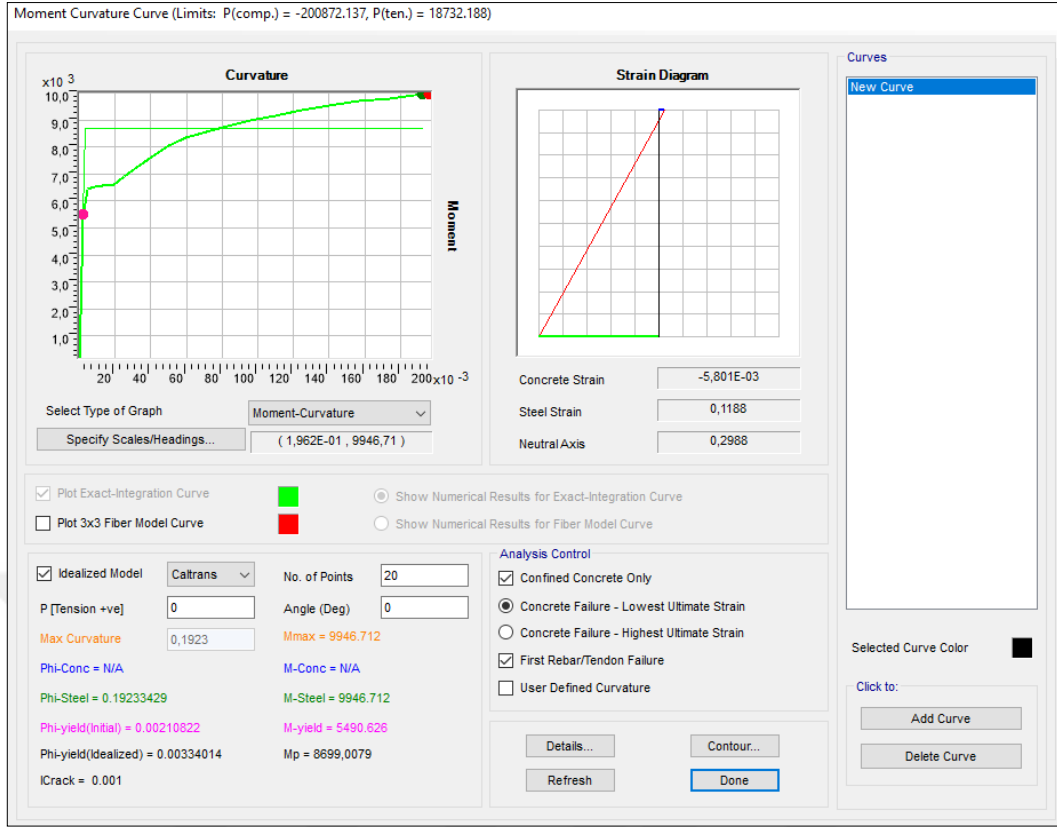 Moment Curvature Curve (Limits:  P(comp.) = -200872.137, P(ten.) = 18732.188)
Curvature
x10 3
10,0
9,0
8,0
7,0
6,0
5,0
4,0
3,0
2,0
1,0
Moment
20 40 60 80 100 120 140 160 180 200 x10 -3
Select Type of Graph
Moment-Curvature
Specify Scales/Headings...
( 1,962E-01 , 9946,71 )
Strain Diagram
Concrete Strain
-5,801E-03
Steel Strain
0,1188
Neutral Axis
0,2988
Curves
New Curve
Plot Exact-Integration Curve
Show Numerical Results for Exact-Integration Curve
Plot 3x3 Fiber Model Curve
Show Numerical Results for Fiber Model Curve
Idealized Model
Caltrans
No. of Points
20
P [Tension +ve]
0
Angle (Deg)
0
Max Curvature
0,1923
Mmax = 9946.712
Phi-Conc = N/A
M-Conc = N/A
Phi-Steel = 0.19233429
M-Steel = 9946.712
Phi-yield(Initial) = 0.00210822
M-yield = 5490.626
Phi-yield(Idealized) = 0.00334014
Mp = 8699,0079
ICrack =  0.001
Analysis Control
Confined Concrete Only
Concrete Failure - Lowest Ultimate Strain
Concrete Failure - Highest Ultimate Strain
First Rebar/Tendon Failure
User Defined Curvature
Details...
Contour...
Refresh
Done
Selected Curve Color
Click to:
Add Curve
Delete Curve